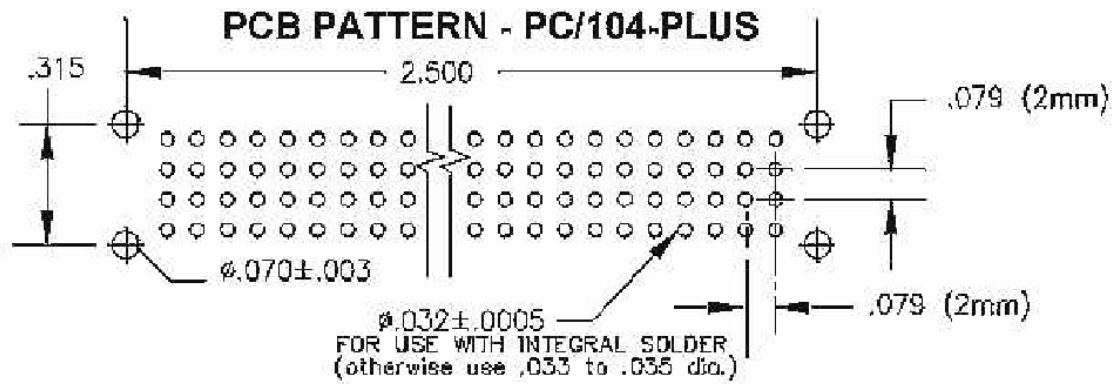 PCB PATTERN - PC/104-PLUS
.315
2.500
.079 (2mm)
Ø.070±.003
.079 (2mm)
Ø.032±.0005
FOR USE WITH INTEGRAL SOLDER
(otherwise use .033 to .035 dia.)